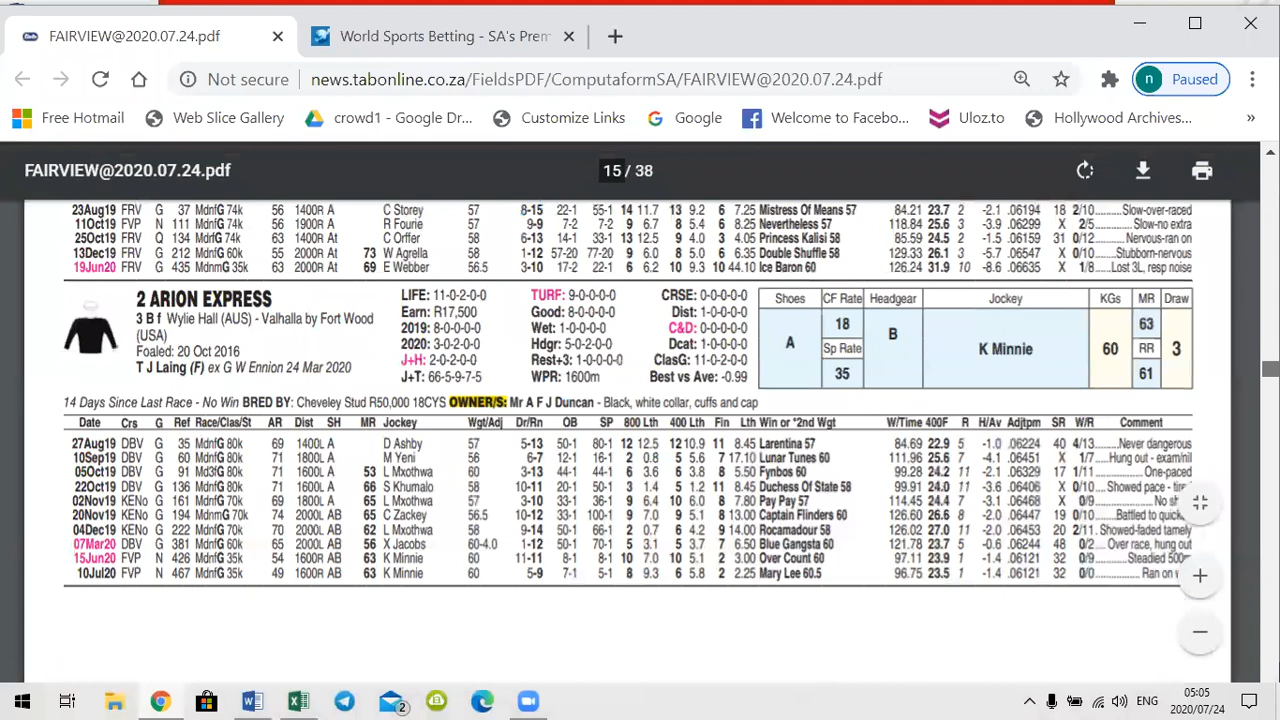 FAIRVIEW@2020.07.24.pdf
World Sports Betting - SA's Prem
Not secure news.tabonline.co.za/FieldsPDF/ComputaformSA/FAIRVIEW@2020.07.24.pdf n Paused
Free Hotmail Web Slice Gallery crowd1 - Google Dr... Customize Links Google Welcome to Facebo... Uloz.to Hollywood Archives... »
FAIRVIEW@2020.07.24.pdf 15 / 38
23Aug19 FRV G 37 MdnfG 74k 56 1400R A C Storey 57 8-15 22-1 55-1 14 11.7 13 9.2 6 7.25 Mistress Of Means 57 84.21 23.7 2 -2.1 .06194 18 2/10 ..........Slow-over-raced
11Oct19 FVP N 111 MdnfG 74k 56 1900R A R Fourie 57 9-9 7-2 7-2 9 6.7 8 5.4 6 8.25 Nevertheless 57 118.84 25.6 3 -3.9 .06299 X 2/5 ..........Slow-no extra
25Oct19 FRV Q 134 MdnfG 74k 63 1400R At C Orffer 58 6-13 14-1 33-1 13 12.5 9 4.0 3 4.05 Princess Kalisi 58 85.59 24.5 2 -1.5 .06159 31 0/12 ..........Nervous-ran on
13Dec19 FRV G 212 MdnfG 60k 55 2000R At 73 W Agrella 58 1-12 57-20 77-20 9 6.0 8 5.0 6 6.35 Double Shuffle 58 129.33 26.1 3 -5.7 .06547 X 0/2 ..........Stubborn-nervous
19Jun20 FRV G 435 MdnmG 35k 63 2000R At 69 E Webber 56.5 3-10 17-2 22-1 6 6.2 10 9.3 10 44.10 Ice Baron 60 126.24 31.9 10 -8.6 .06635 X 1/8 ..........Lost 3L, resp noise
2 ARION EXPRESS
3 B f Wylie Hall (AUS) - Valhalla by Fort Wood
(USA)
Foaled: 20 Oct 2016
T J Laing (F) ex G W Ennion 24 Mar 2020
LIFE: 11-0-2-0-0 TURF: 9-0-0-0-0 CRSE: 0-0-0-0-0
Earn: R17,500 Good: 8-0-0-0-0 Dist: 1-0-0-0-0
2019: 8-0-0-0-0 Wet: 1-0-0-0-0 C&D: 0-0-0-0-0
2020: 3-0-2-0-0 Hdgr: 5-0-2-0-0 Dcat: 1-0-0-0-0
J+H: 2-0-2-0-0 Rest+3: 1-0-0-0-0 ClasG: 11-0-2-0-0
J+T: 66-5-9-7-5 WPR: 1600m Best vs Ave: -0.99
Shoes CF Rate Headgear Jockey KGs MR Draw
A 18 B K Minnie 60 63 3
Sp Rate RR
35 61
14 Days Since Last Race - No Win BRED BY: Cheveley Stud R50,000 18CYS OWNER/S: Mr A F J Duncan - Black, white collar, cuffs and cap
Date Crs G Ref Race/Clas/St AR Dist SH MR Jockey Wgt/Adj Dr/Rn OB SP 800 Lth 400 Lth Fin Lth Win or *2nd Wgt W/Time 400F R H/Av Adjtpm SR W/R Comment
27Aug19 DBV G 35 MdnfG 80k 69 1400L A D Ashby 57 5-13 50-1 80-1 12 12.5 12 10.9 11 8.45 Larentina 57 84.69 22.9 5 -1.0 .06224 40 4/13 ..........Never dangerous
10Sep19 DBV G 60 MdnfG 80k 71 1800L A M Yeni 56 6-7 12-1 16-1 2 0.8 5 5.6 7 17.10 Lunar Tunes 60 111.96 25.6 7 -4.1 .06451 X 1/7 ..........Hung out - exam/nil
05Oct19 DBV G 91 Mdn3fG 80k 71 1600L A 53 L Mxothwa 60 3-13 44-1 44-1 6 3.6 6 3.8 8 5.50 Fynbos 60 99.28 24.2 11 -2.1 .06329 17 1/11 ..........One-paced
22Oct19 DBV G 136 MdnfG 80k 71 1600L A 66 S Khumalo 58 10-11 20-1 50-1 3 1.4 5 1.2 11 8.45 Duchess Of State 58 99.91 24.0 11 -3.6 .06406 X 0/10 ..........Showed pace - tire
02Nov19 KENo G 161 MdnfG 70k 69 1800L A 65 L Mxothwa 57 3-10 33-1 36-1 9 6.4 10 6.0 8 7.80 Pay Pay 57 114.45 24.4 7 -3.1 .06468 X 0/9 ..........No sh
20Nov19 KENo G 194 MdnmG 70k 74 2000L AB 65 C Zackey 56.5 10-12 33-1 100-1 9 7.0 9 5.1 8 13.00 Captain Flinders 60 126.60 26.6 8 -2.0 .06447 19 0/10 ..........Battled to quick
04Dec19 KENo G 222 MdnfG 70k 70 2000L AB 62 L Mxothwa 58 9-14 50-1 66-1 2 0.7 6 4.2 9 14.00 Rocamadour 58 126.02 27.0 11 -2.0 .06453 20 2/11 ..........Showed-faded tamely
07Mar20 DBV G 381 MdnfG 60k 65 2000L AB 56 X Jacobs 60-4.0 1-12 50-1 70-1 5 3.1 5 3.7 7 6.50 Blue Gangsta 60 121.78 23.7 5 -0.6 .06244 48 0/2 ..........Over race, hung out
15Jun20 FVP N 426 MdnfG 35k 54 1600R AB 63 K Minnie 60 11-11 8-1 8-1 10 7.0 10 5.1 2 3.00 Over Count 60 97.11 23.9 1 -1.4 .06121 32 0/9 ..........Steadied 500m
10Jul20 FVP N 467 MdnfG 35k 49 1600R AB 63 K Minnie 60 5-9 7-1 5-1 8 9.3 6 5.8 2 2.25 Mary Lee 60.5 96.75 23.5 1 -1.4 .06121 32 0/0 ..........Ran on
2
ENG
05:05
2020/07/24